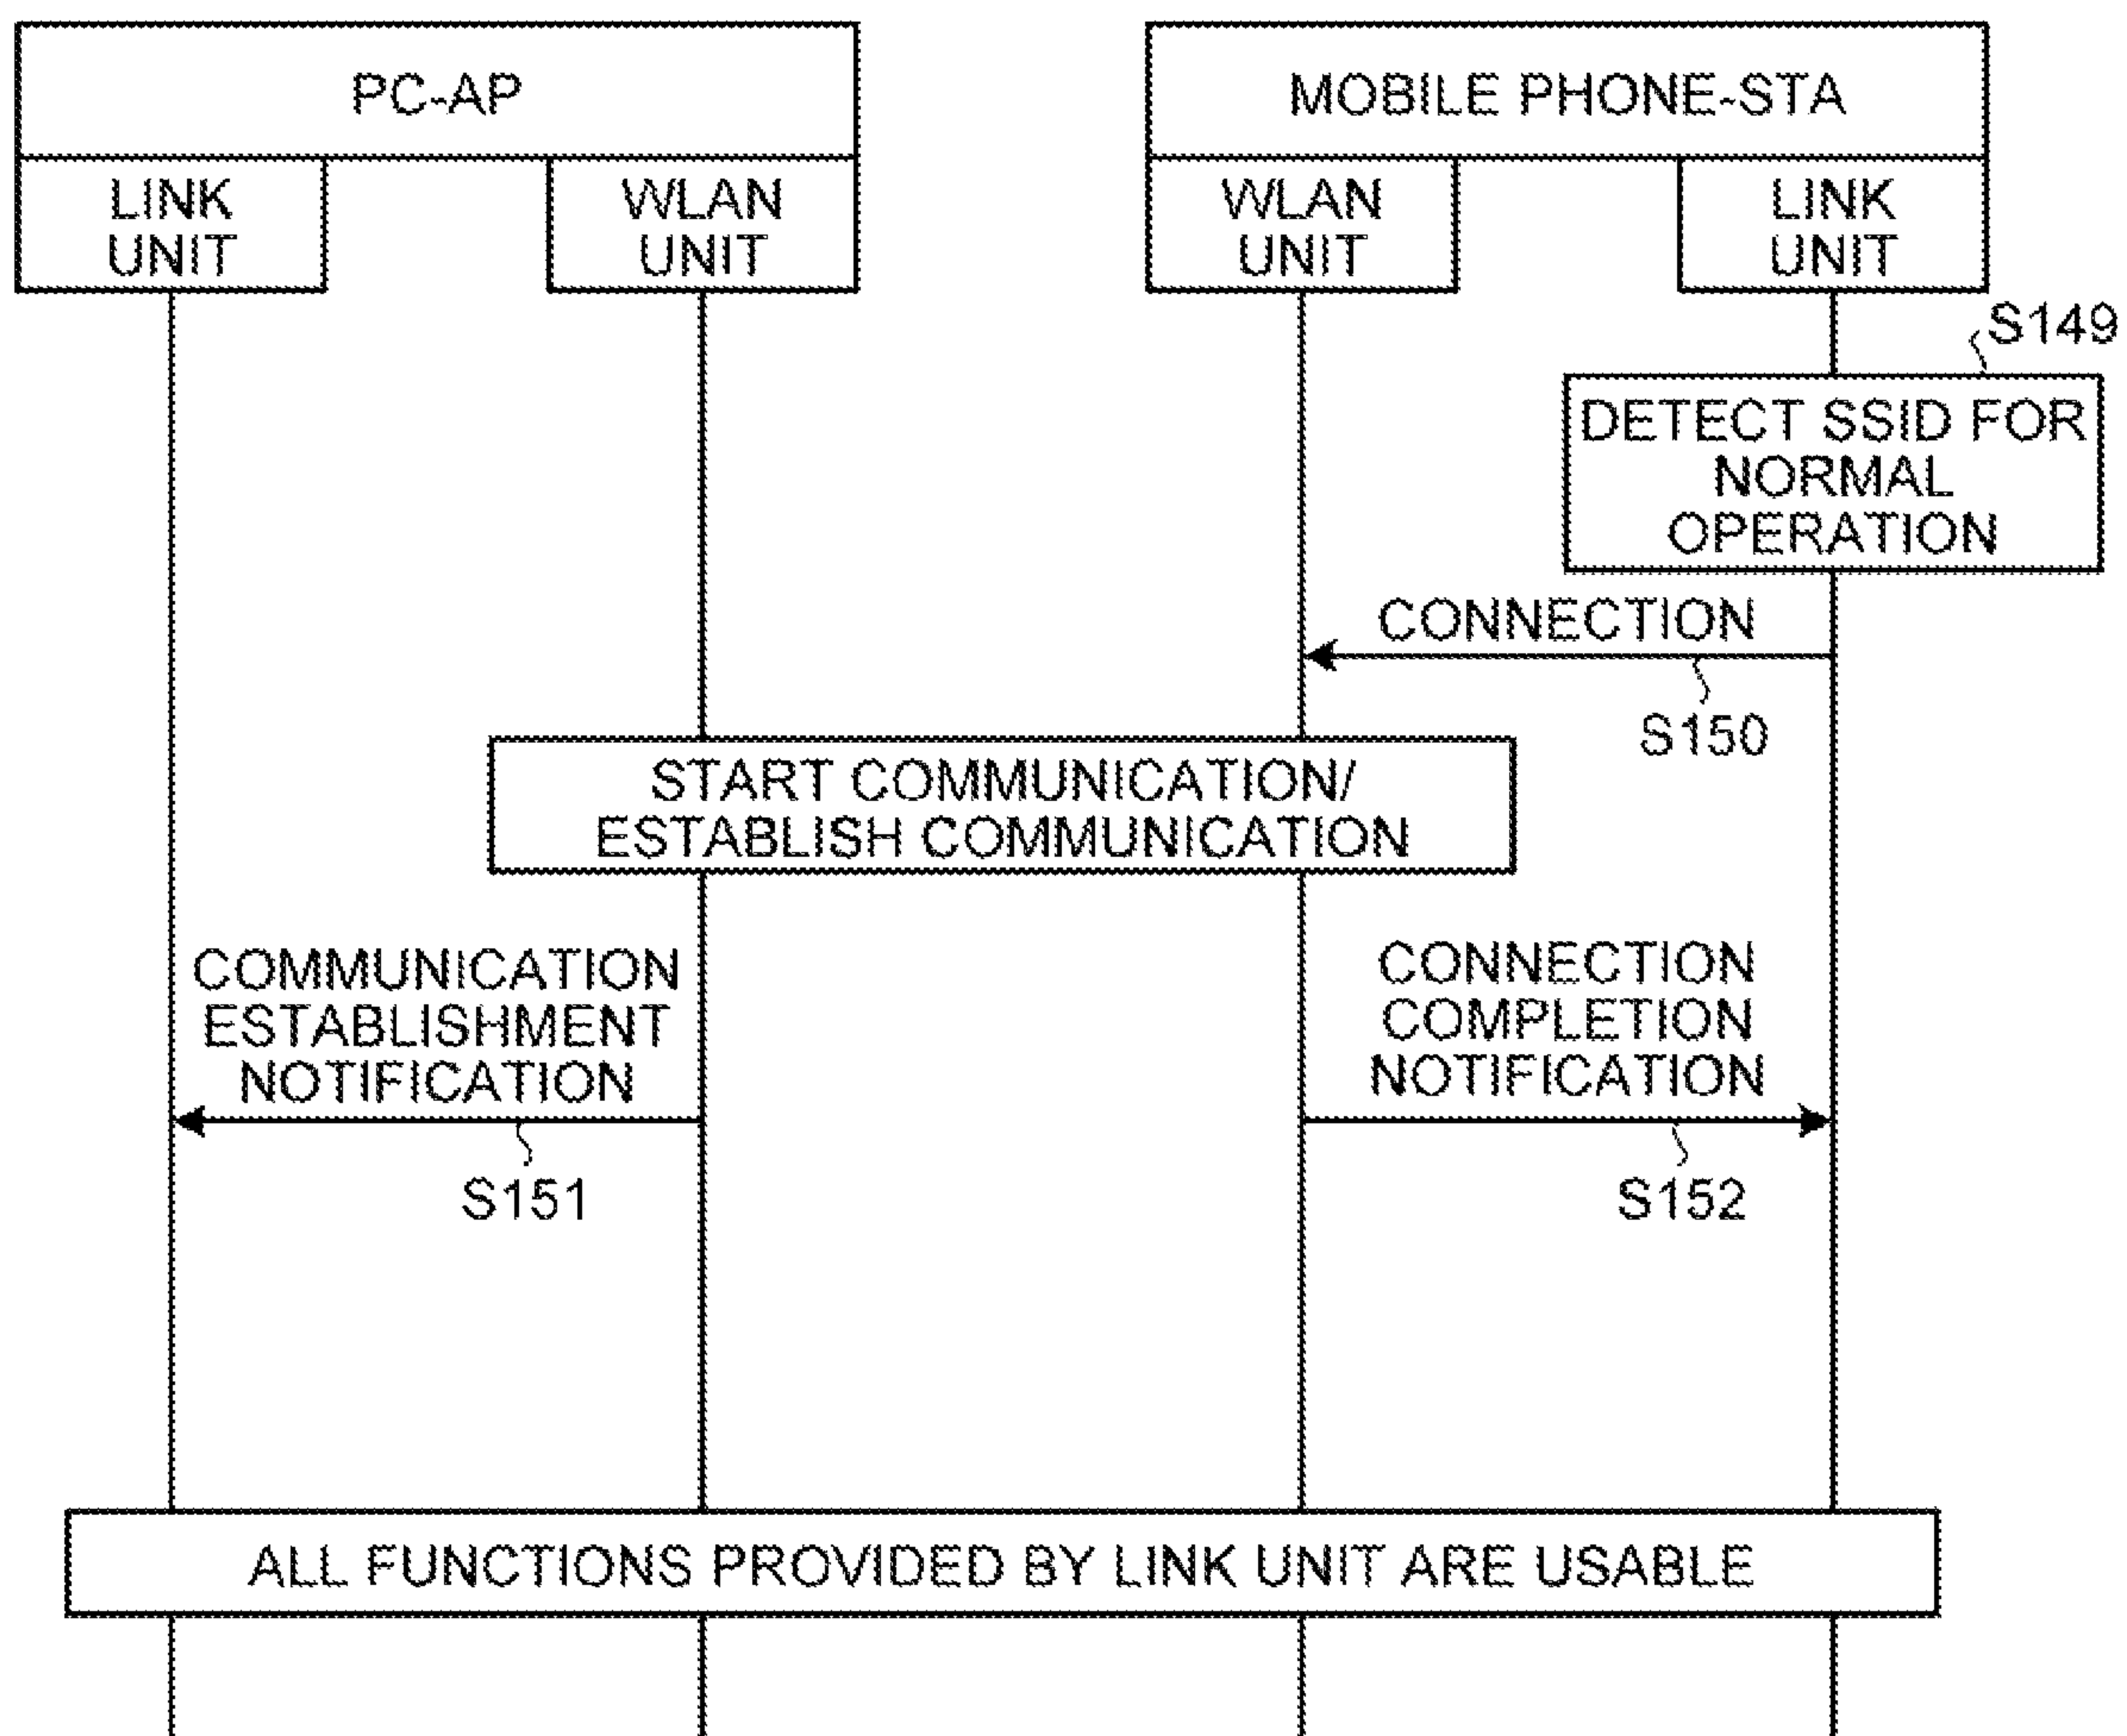 PC-AP
MOBILE PHONE-STA
LINK
UNIT
WLAN
UNIT
WLAN
UNIT
LINK
UNIT
S149
DETECT SSID FOR
NORMAL
OPERATION
CONNECTION
S150
START COMMUNICATION/
ESTABLISH COMMUNICATION
COMMUNICATION
ESTABLISHMENT
NOTIFICATION
S151
CONNECTION
COMPLETION
NOTIFICATION
S152
ALL FUNCTIONS PROVIDED BY LINK UNIT ARE USABLE